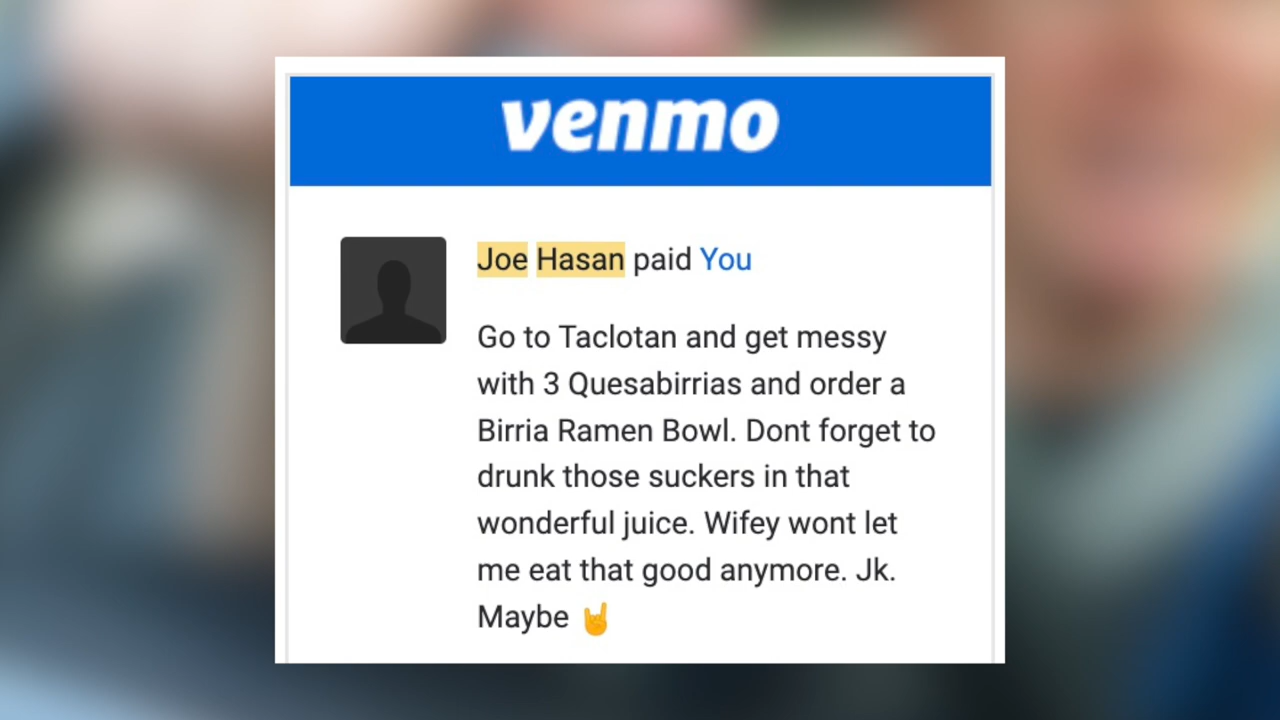 venmo
Joe Hasan paid You
Go to Taclotan and get messy
with 3 Quesabirrias and order a
Birria Ramen Bowl. Dont forget to
drunk those suckers in that
wonderful juice. Wifey wont let
me eat that good anymore. Jk.
Maybe 🤘